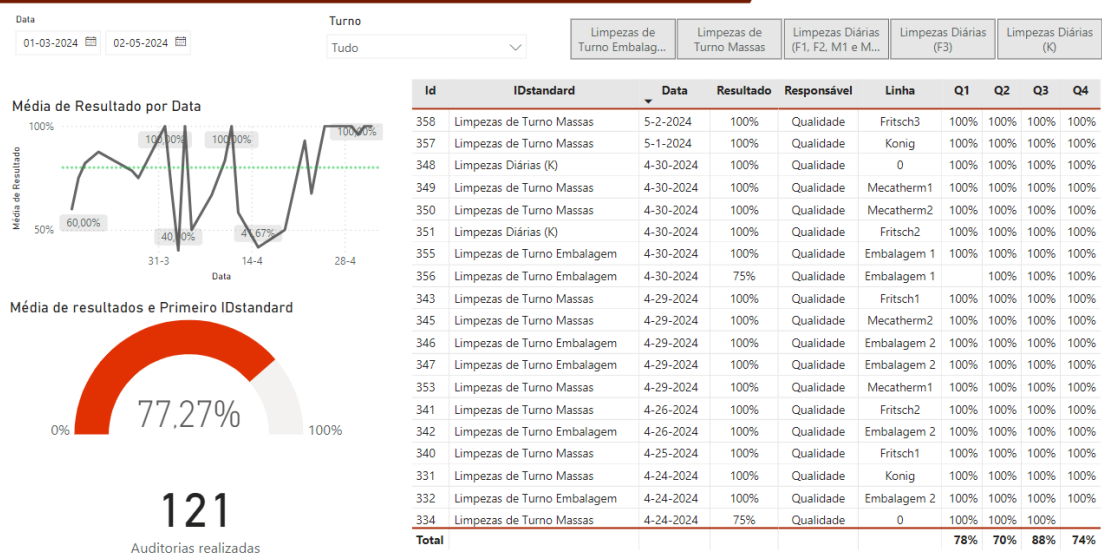 Data
01-03-2024 02-05-2024
Turno
Tudo
Limpezas de Turno Embalag...
Limpezas de Turno Massas
Limpezas Diárias (F1, F2, M1 e M...
Limpezas Diárias (F3)
Limpezas Diárias (K)
Média de Resultado por Data
Média de Resultado
100%
50%
60,00%
100,00%
40,00%
100,00%
41,67%
100,00%
31-3 14-4 28-4
Data
Média de resultados e Primeiro IDstandard
77,27%
0% 100%
121
Auditorias realizadas
Id IDstandard Data Resultado Responsável Linha Q1 Q2 Q3 Q4
358 Limpezas de Turno Massas 5-2-2024 100% Qualidade Fritsch3 100% 100% 100% 100%
357 Limpezas de Turno Massas 5-1-2024 100% Qualidade Konig 100% 100% 100% 100%
348 Limpezas Diárias (K) 4-30-2024 100% Qualidade 0 100% 100% 100% 100%
349 Limpezas de Turno Massas 4-30-2024 100% Qualidade Mecatherm1 100% 100% 100% 100%
350 Limpezas de Turno Massas 4-30-2024 100% Qualidade Mecatherm2 100% 100% 100% 100%
351 Limpezas Diárias (K) 4-30-2024 100% Qualidade Fritsch2 100% 100% 100% 100%
355 Limpezas de Turno Embalagem 4-30-2024 100% Qualidade Embalagem 1 100% 100% 100% 100%
356 Limpezas de Turno Embalagem 4-30-2024 75% Qualidade Embalagem 1 100% 100% 100%
343 Limpezas de Turno Massas 4-29-2024 100% Qualidade Fritsch1 100% 100% 100% 100%
345 Limpezas de Turno Massas 4-29-2024 100% Qualidade Mecatherm2 100% 100% 100% 100%
346 Limpezas de Turno Embalagem 4-29-2024 100% Qualidade Embalagem 2 100% 100% 100% 100%
347 Limpezas de Turno Embalagem 4-29-2024 100% Qualidade Embalagem 2 100% 100% 100% 100%
353 Limpezas de Turno Massas 4-29-2024 100% Qualidade Mecatherm1 100% 100% 100% 100%
341 Limpezas de Turno Massas 4-26-2024 100% Qualidade Fritsch2 100% 100% 100% 100%
342 Limpezas de Turno Embalagem 4-26-2024 100% Qualidade Embalagem 2 100% 100% 100% 100%
340 Limpezas de Turno Massas 4-25-2024 100% Qualidade Fritsch1 100% 100% 100% 100%
331 Limpezas de Turno Massas 4-24-2024 100% Qualidade Konig 100% 100% 100% 100%
332 Limpezas de Turno Embalagem 4-24-2024 100% Qualidade Embalagem 2 100% 100% 100% 100%
334 Limpezas de Turno Massas 4-24-2024 75% Qualidade 0 100% 100% 100%
Total 78% 70% 88% 74%